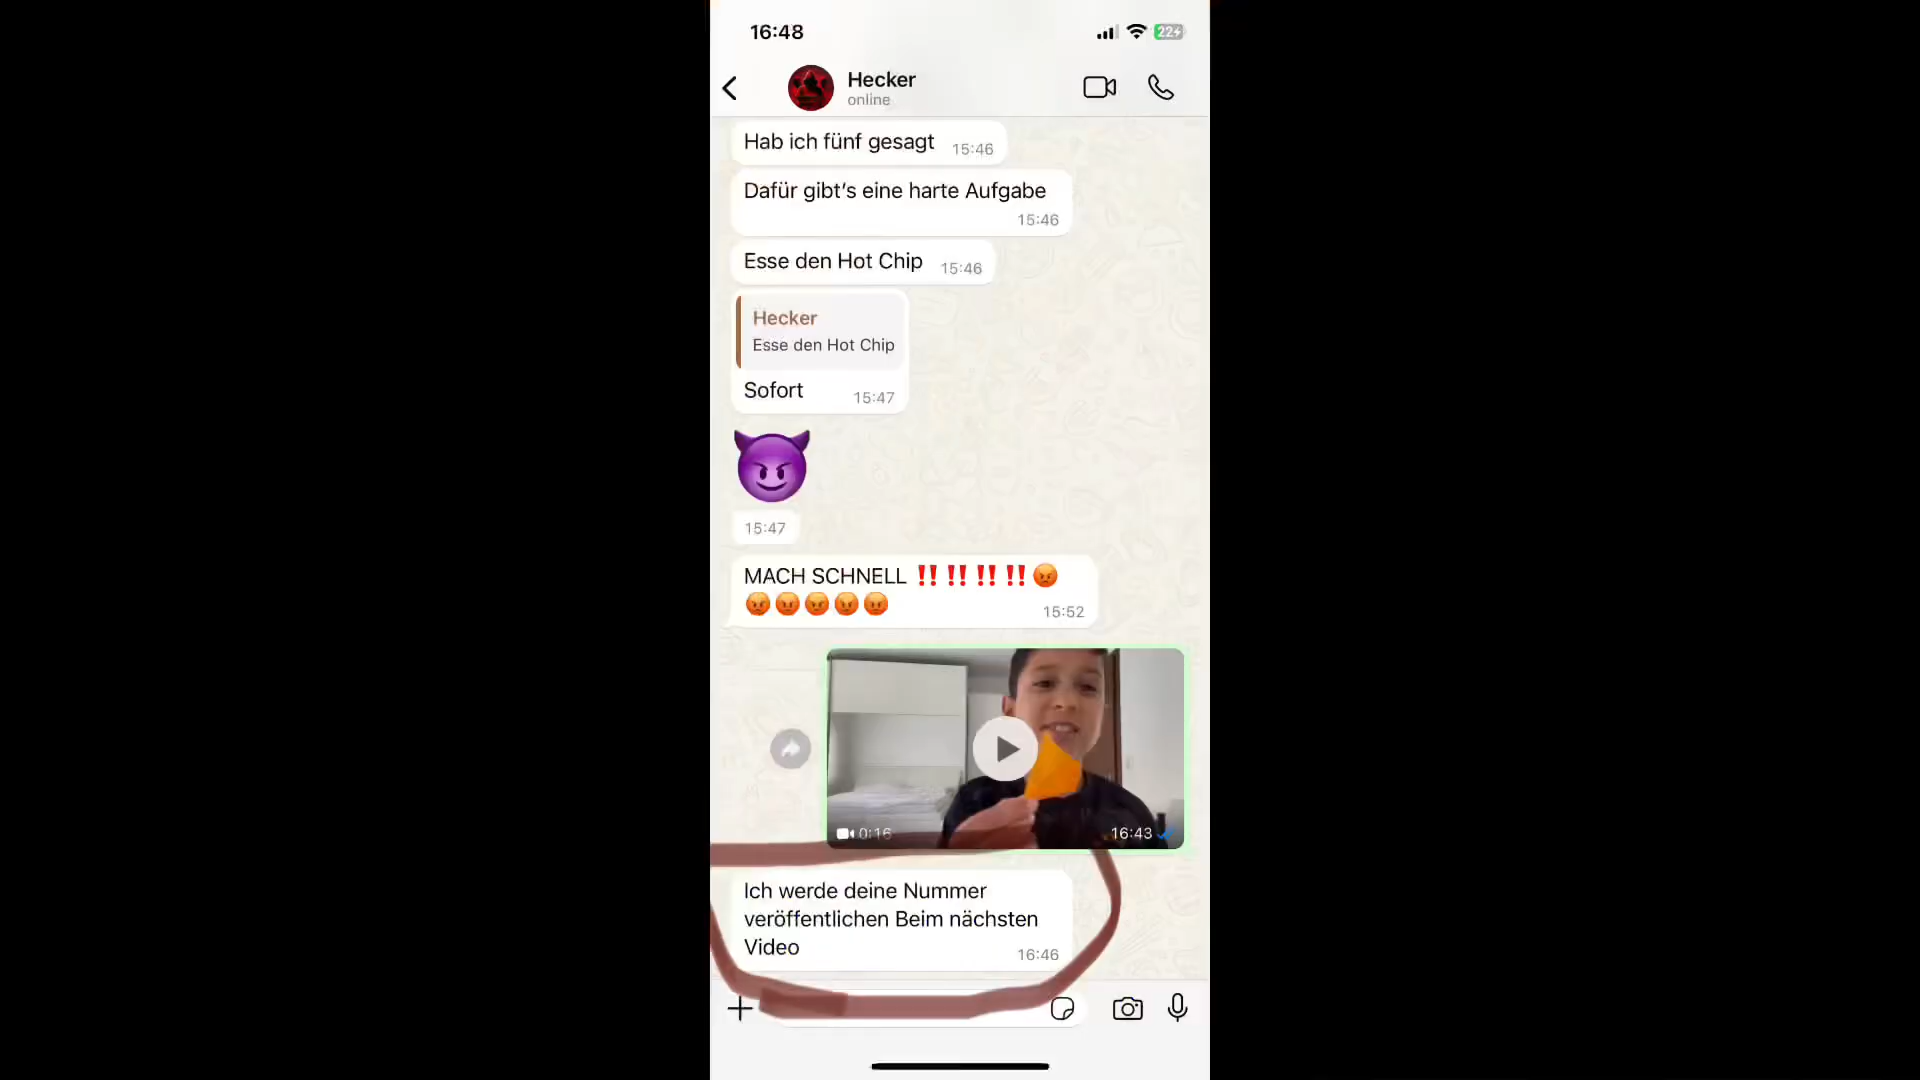 16:48
22
Hecker
online
Hab ich fünf gesagt 15:46
Dafür gibt's eine harte Aufgabe
15:46
Esse den Hot Chip 15:46
Hecker
Esse den Hot Chip
Sofort 15:47
15:47
MACH SCHNELL ‼️‼️‼️‼️😡
😡😡😡😡😡 15:52
0:16 16:43
Ich werde deine Nummer
veröffentlichen Beim nächsten
Video 16:46